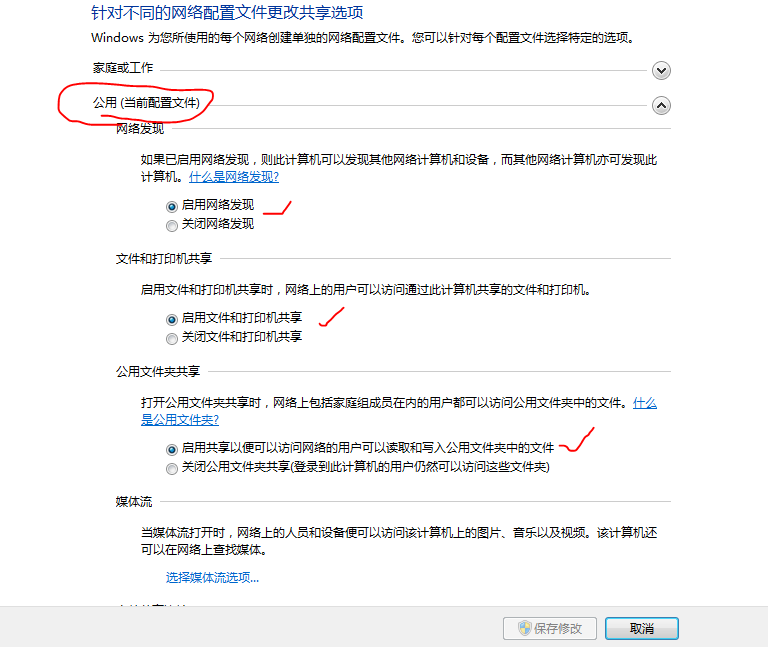 针对不同的网络配置文件更改共享选项
Windows 为您所使用的每个网络创建单独的网络配置文件。您可以针对每个配置文件选择特定的选项。
家庭或工作
公用 (当前配置文件)
网络发现
如果已启用网络发现，则此计算机可以发现其他网络计算机和设备，而其他网络计算机亦可发现此
计算机。什么是网络发现?
启用网络发现
关闭网络发现
文件和打印机共享
启用文件和打印机共享时，网络上的用户可以访问通过此计算机共享的文件和打印机。
启用文件和打印机共享
关闭文件和打印机共享
公用文件夹共享
打开公用文件夹共享时，网络上包括家庭组成员在内的用户都可以访问公用文件夹中的文件。什么
是公用文件夹?
启用共享以便可以访问网络的用户可以读取和写入公用文件夹中的文件
关闭公用文件夹共享(登录到此计算机的用户仍然可以访问这些文件夹)
媒体流
当媒体流打开时，网络上的人员和设备便可以访问该计算机上的图片、音乐以及视频。该计算机还
可以在网络上查找媒体。
选择媒体流选项...
保存修改
取消